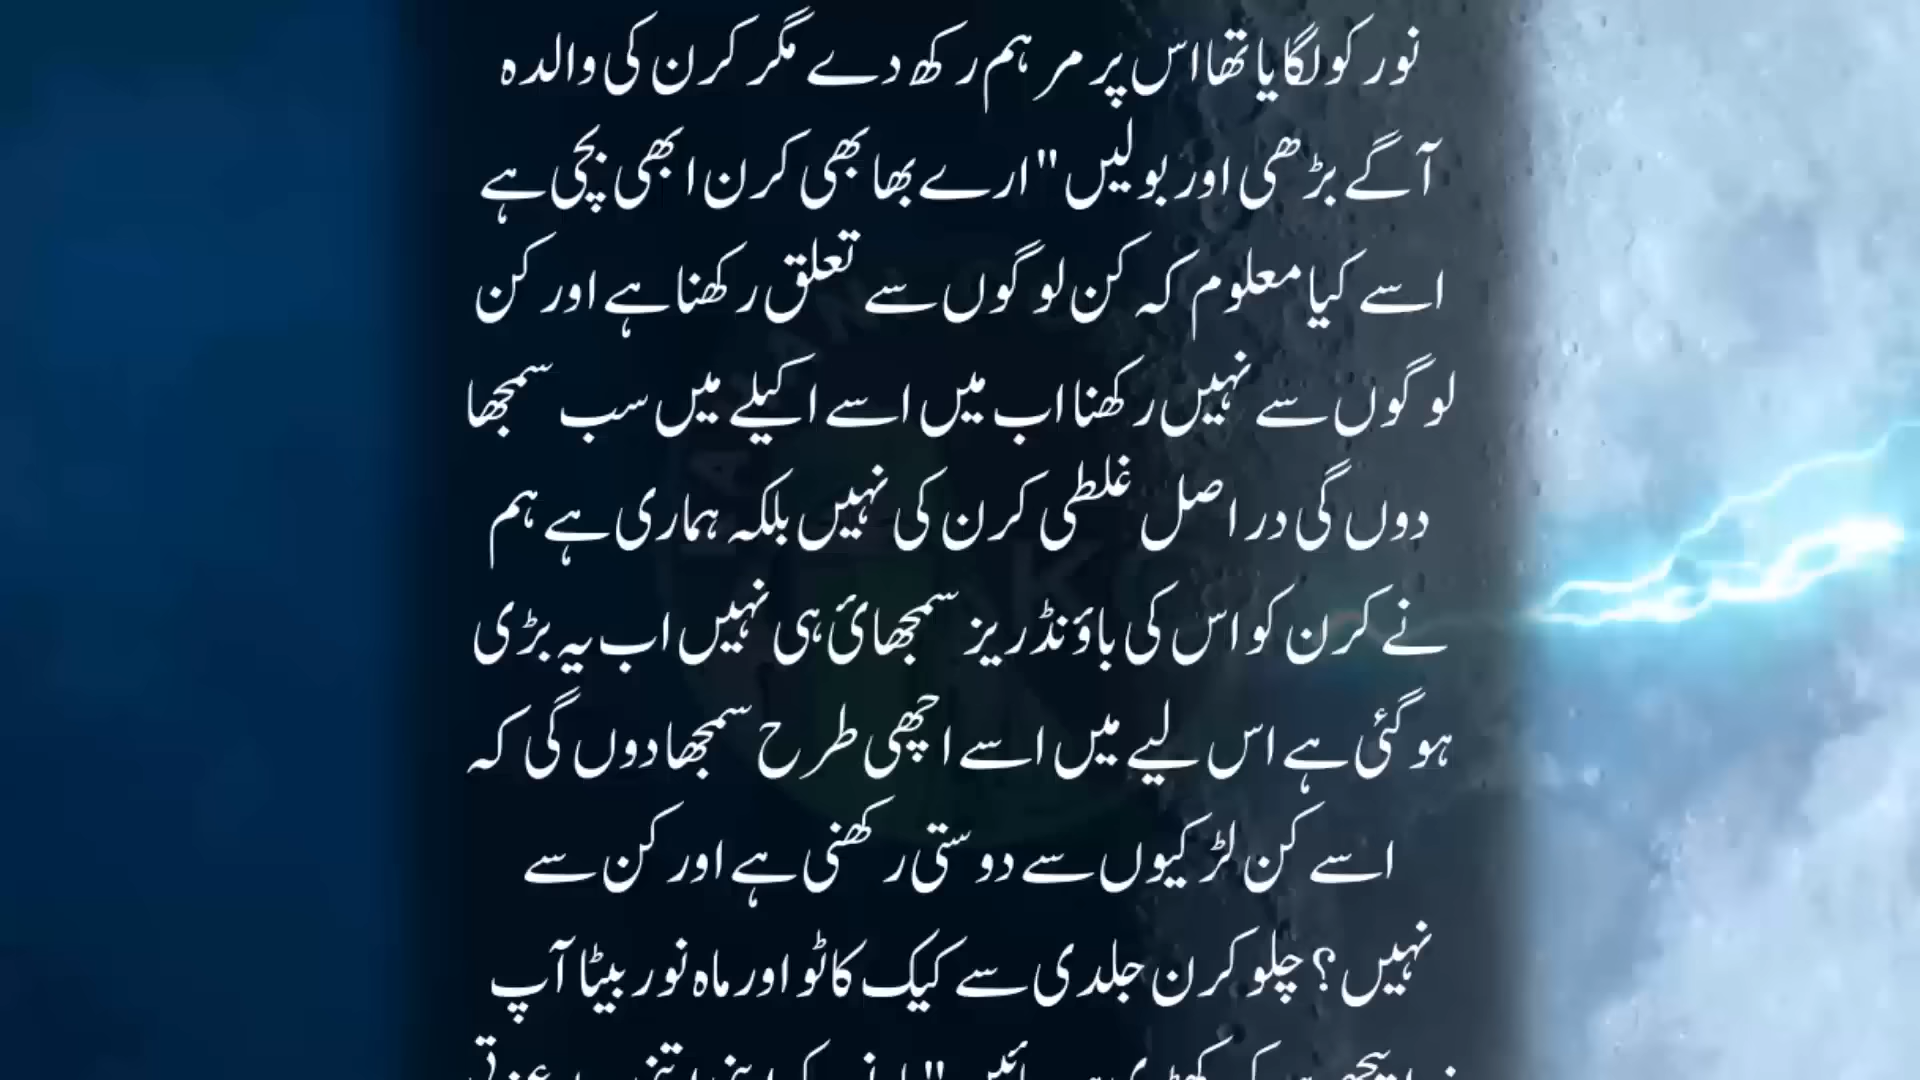 نور کو لگایا تھا اس پر مرہم رکھ دے مگر کرن کی والدہ
آگے بڑھی اور بولیں "ارے بھابھی کرن ابھی بچی ہے
اسے کیا معلوم کہ کن لوگوں سے تعلق رکھنا ہے اور کن
لوگوں سے نہیں رکھنا اب میں اسے اکیلے میں سب سمجھا
دوں گی دراصل غلطی کرن کی نہیں بلکہ ہماری ہے ہم
نے کرن کو اس کی باؤنڈریز سمجھائ ہی نہیں اب یہ بڑی
ہوگئی ہے اس لیے میں اسے اچھی طرح سمجھا دوں گی کہ
اسے کن لڑکیوں سے دوستی رکھنی ہے اور کن سے
نہیں؟ چلو کرن جلدی سے کیک کاٹو اور ماہ نور بیٹا آپ